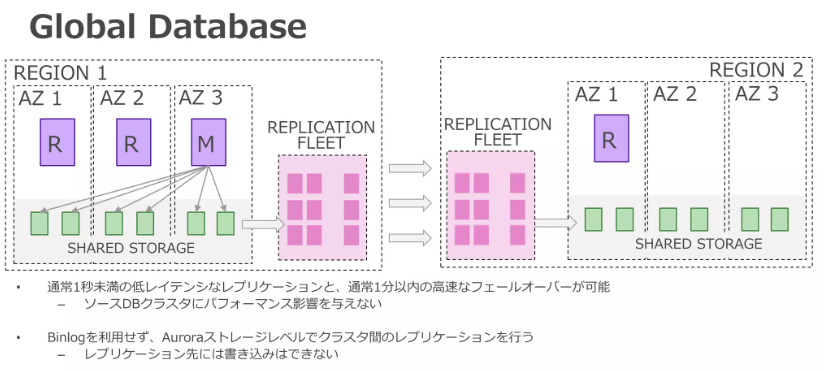 Global Database
REGION 1
AZ 1
AZ 2
AZ 3
R
R
M
SHARED STORAGE
REPLICATION
FLEET
REPLICATION
FLEET
REGION 2
AZ 1
AZ 2
AZ 3
R
SHARED STORAGE
• 通常1秒未満の低レイテンシなレプリケーションと、通常1分以内の高速なフェールオーバーが可能
– ソースDBクラスタにパフォーマンス影響を与えない
• Binlogを利用せず、Auroraストレージレベルでクラスタ間のレプリケーションを行う
– レプリケーション先には書き込みはできない